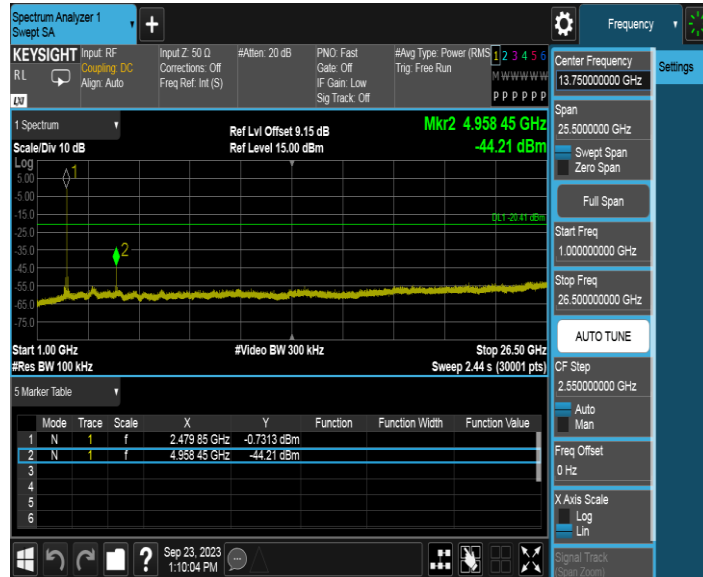 Spectrum Analyzer 1
Swept SA
Frequency
KEYSIGHT
RL
LXI
Input: RF
Coupling: DC
Align: Auto
Input Z: 50 Ω
Corrections: Off
Freq Ref: Int (S)
#Atten: 20 dB
PNO: Fast
Gate: Off
IF Gain: Low
Sig Track: Off
#Avg Type: Power (RMS
Trig: Free Run
1 2 3 4 5 6
M W W W W W
P P P P P P
1 Spectrum
Scale/Div 10 dB
Ref Lvl Offset 9.15 dB
Ref Level 15.00 dBm
Mkr2 4.958 45 GHz
-44.21 dBm
Log
5.00
-5.00
-15.0
-25.0
-35.0
-45.0
-55.0
-65.0
-75.0
1
2
DL1 -20.41 dBm
Start 1.00 GHz
#Res BW 100 kHz
#Video BW 300 kHz
Stop 26.50 GHz
Sweep 2.44 s (30001 pts)
5 Marker Table
Mode Trace Scale X Y Function Function Width Function Value
1 N 1 f 2.479 85 GHz -0.7313 dBm
2 N 1 f 4.958 45 GHz -44.21 dBm
3
4
5
6
Sep 23, 2023
1:10:04 PM
?
Settings
Center Frequency
13.750000000 GHz
Span
25.5000000 GHz
Swept Span
Zero Span
Full Span
Start Freq
1.000000000 GHz
Stop Freq
26.500000000 GHz
AUTO TUNE
CF Step
2.550000000 GHz
Auto
Man
Freq Offset
0 Hz
X Axis Scale
Log
Lin
Signal Track
(Span Zoom)